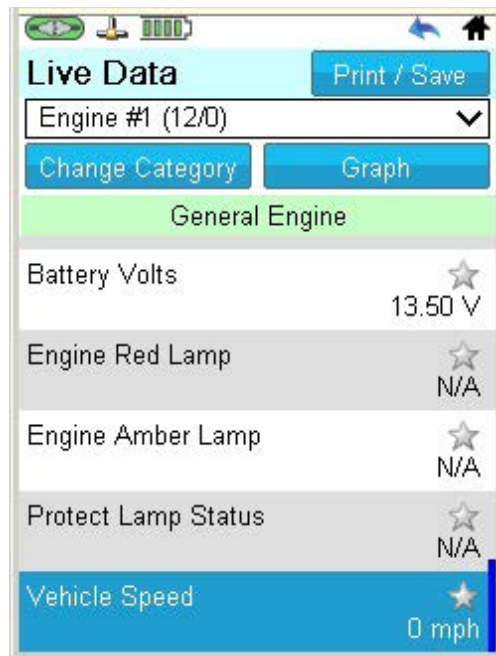 Live Data
Print / Save
Engine #1 (12/0)
Change Category
Graph
General Engine
Battery Volts
13.50 V
Engine Red Lamp
N/A
Engine Amber Lamp
N/A
Protect Lamp Status
N/A
Vehicle Speed
0 mph